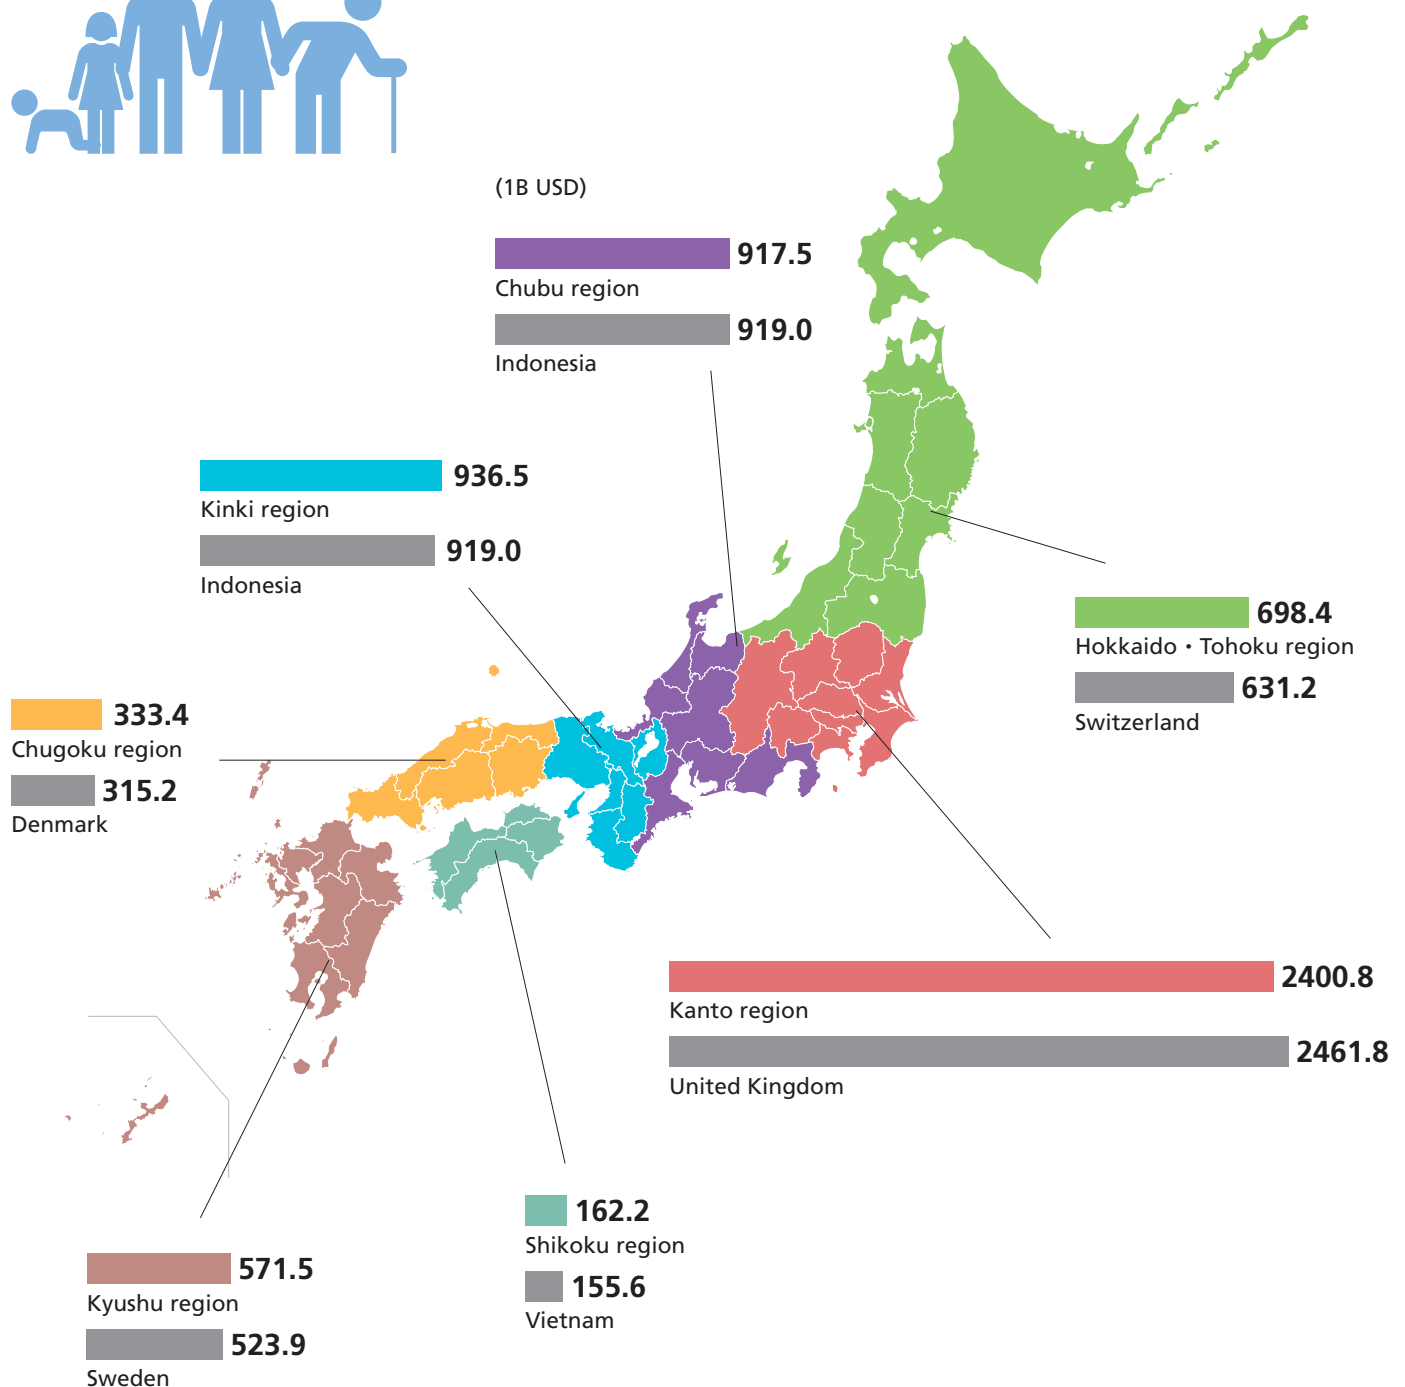 (1B USD)
917.5
Chubu region
919.0
Indonesia
936.5
Kinki region
919.0
Indonesia
698.4
Hokkaido・Tohoku region
631.2
Switzerland
333.4
Chugoku region
315.2
Denmark
2400.8
Kanto region
2461.8
United Kingdom
162.2
Shikoku region
155.6
Vietnam
571.5
Kyushu region
523.9
Sweden